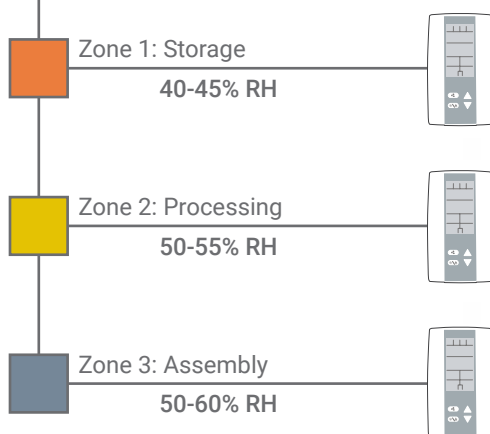 Zone 1: Storage
40-45% RH
Zone 2: Processing
50-55% RH
Zone 3: Assembly
50-60% RH